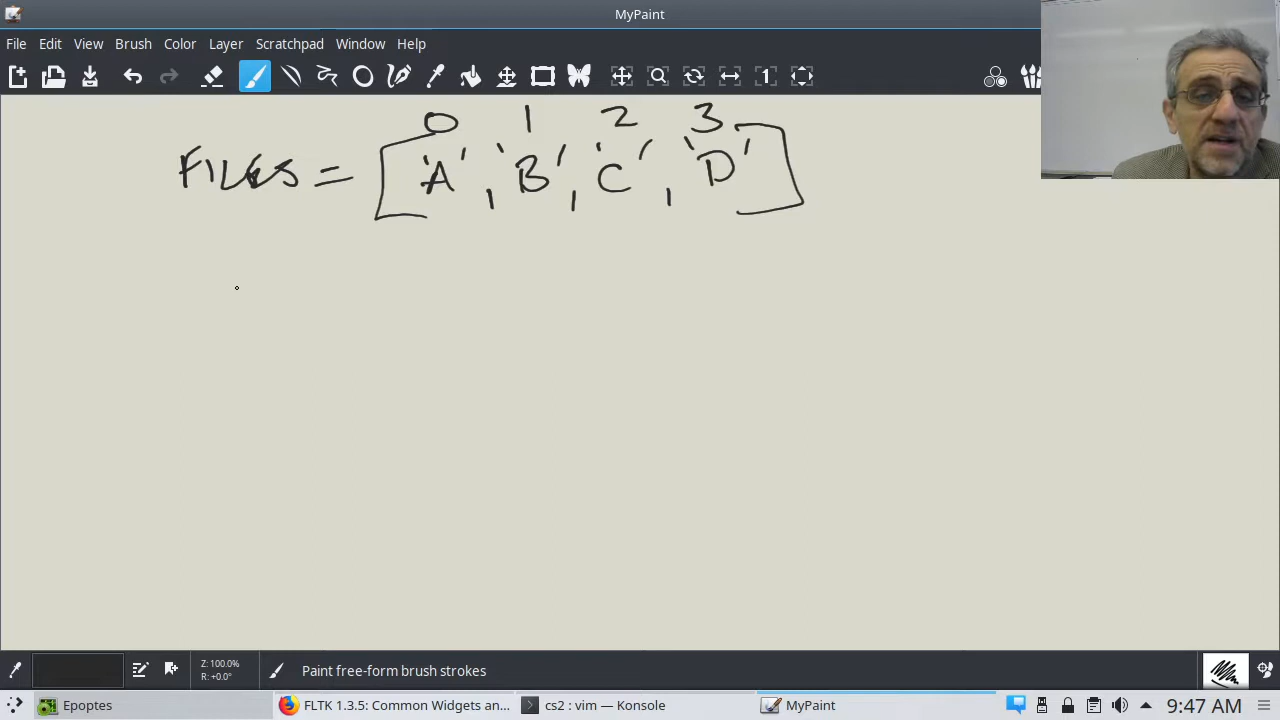 MyPaint
File Edit View Brush Color Layer Scratchpad Window Help
0 1 2 3
FILES = ['A', 'B', 'C', 'D']
Z: 100.0%
R: +0.0°
Paint free-form brush strokes
Epoptes FLTK 1.3.5: Common Widgets an... cs2 : vim — Konsole MyPaint 9:47 AM